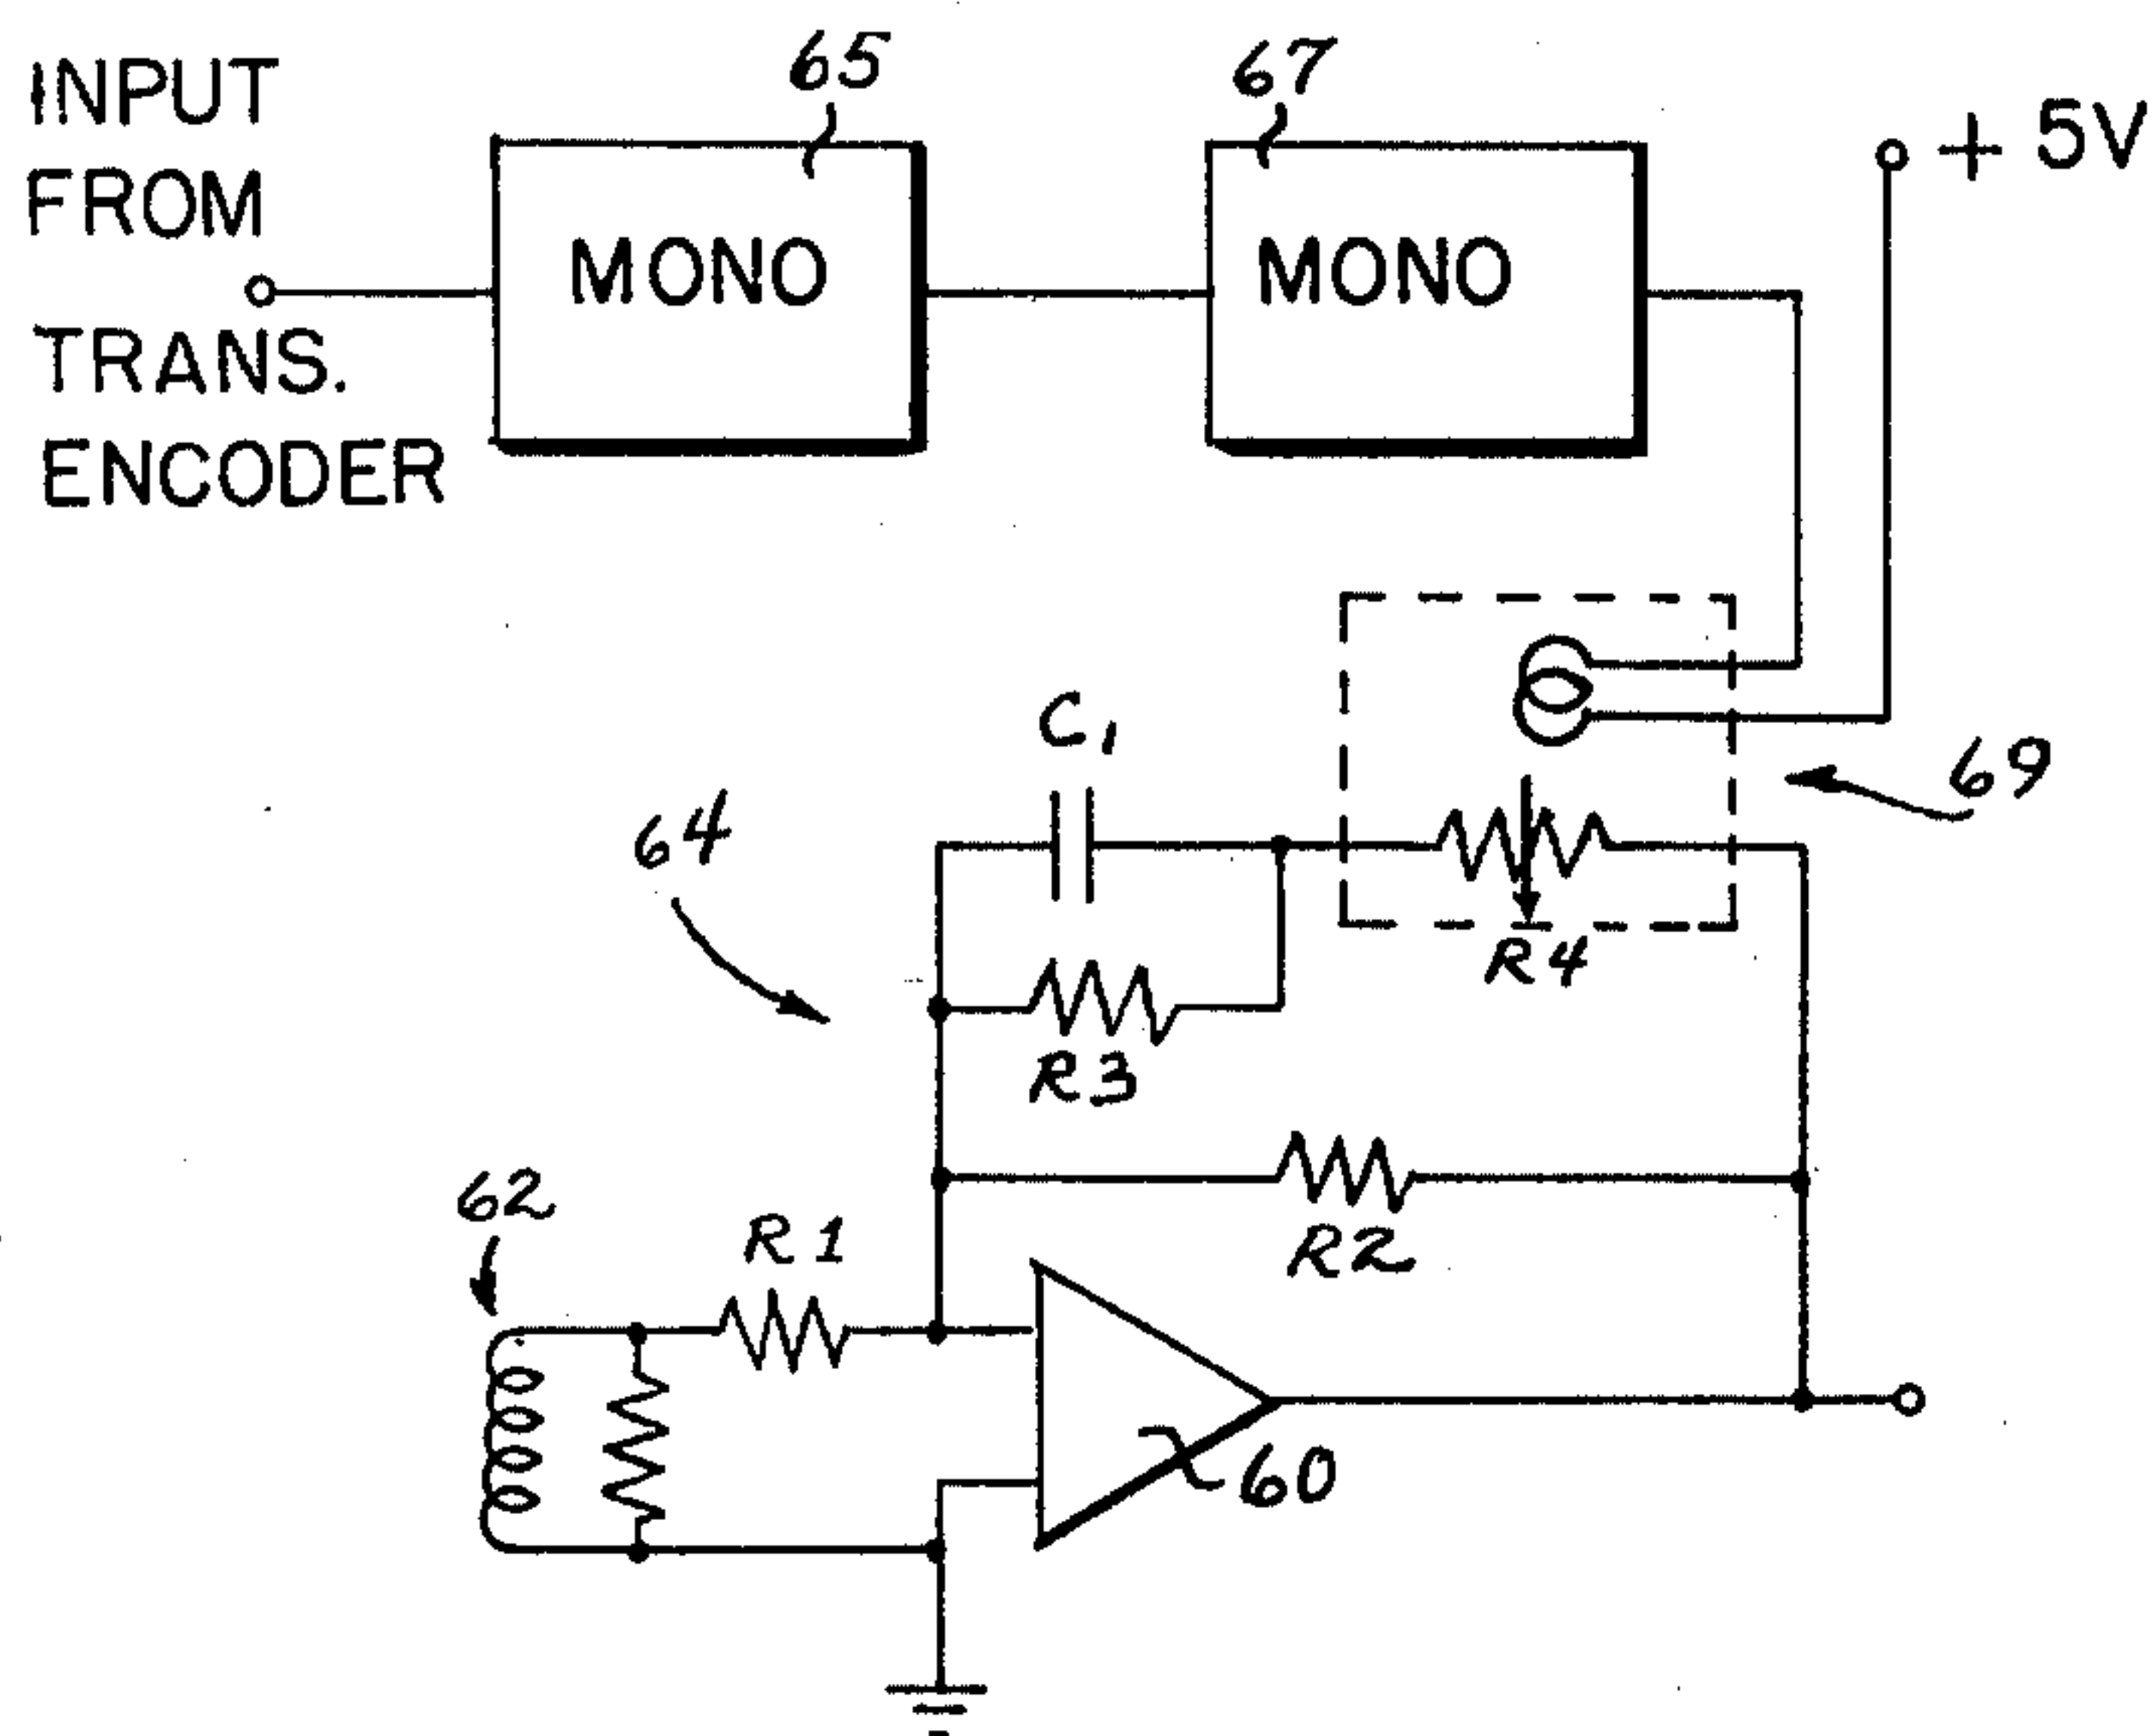 65
67
INPUT
FROM
TRANS.
ENCODER
MONO
MONO
+ 5V
C1
64
69
R4
R3
62
R1
R2
60